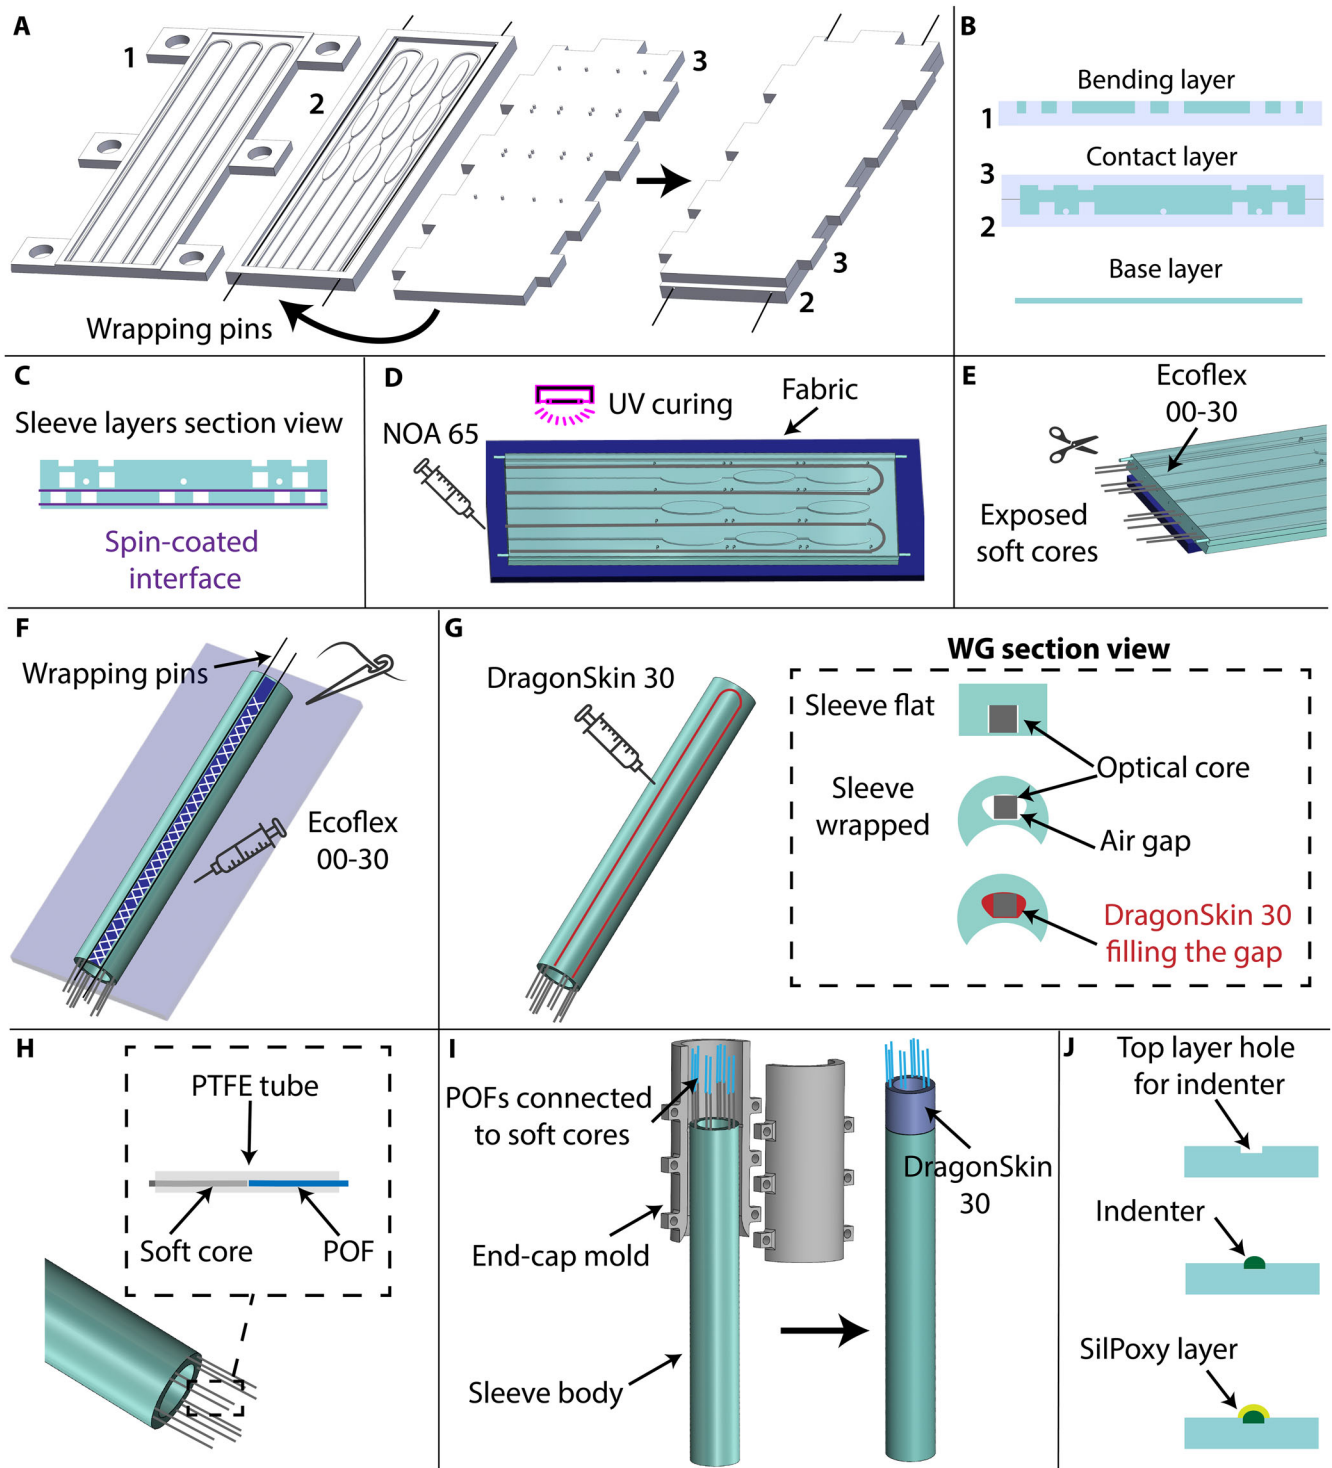 A
1
2
3
3
2
Wrapping pins
B
Bending layer
1
Contact layer
3
2
Base layer
C
Sleeve layers section view
Spin-coated
interface
D
UV curing
Fabric
NOA 65
E
Ecoflex
00-30
Exposed
soft cores
F
Wrapping pins
Ecoflex
00-30
G
DragonSkin 30
WG section view
Sleeve flat
Optical core
Sleeve
wrapped
Air gap
DragonSkin 30
filling the gap
H
PTFE tube
Soft core
POF
I
POFs connected
to soft cores
DragonSkin
30
End-cap mold
Sleeve body
J
Top layer hole
for indenter
Indenter
SilPoxy layer